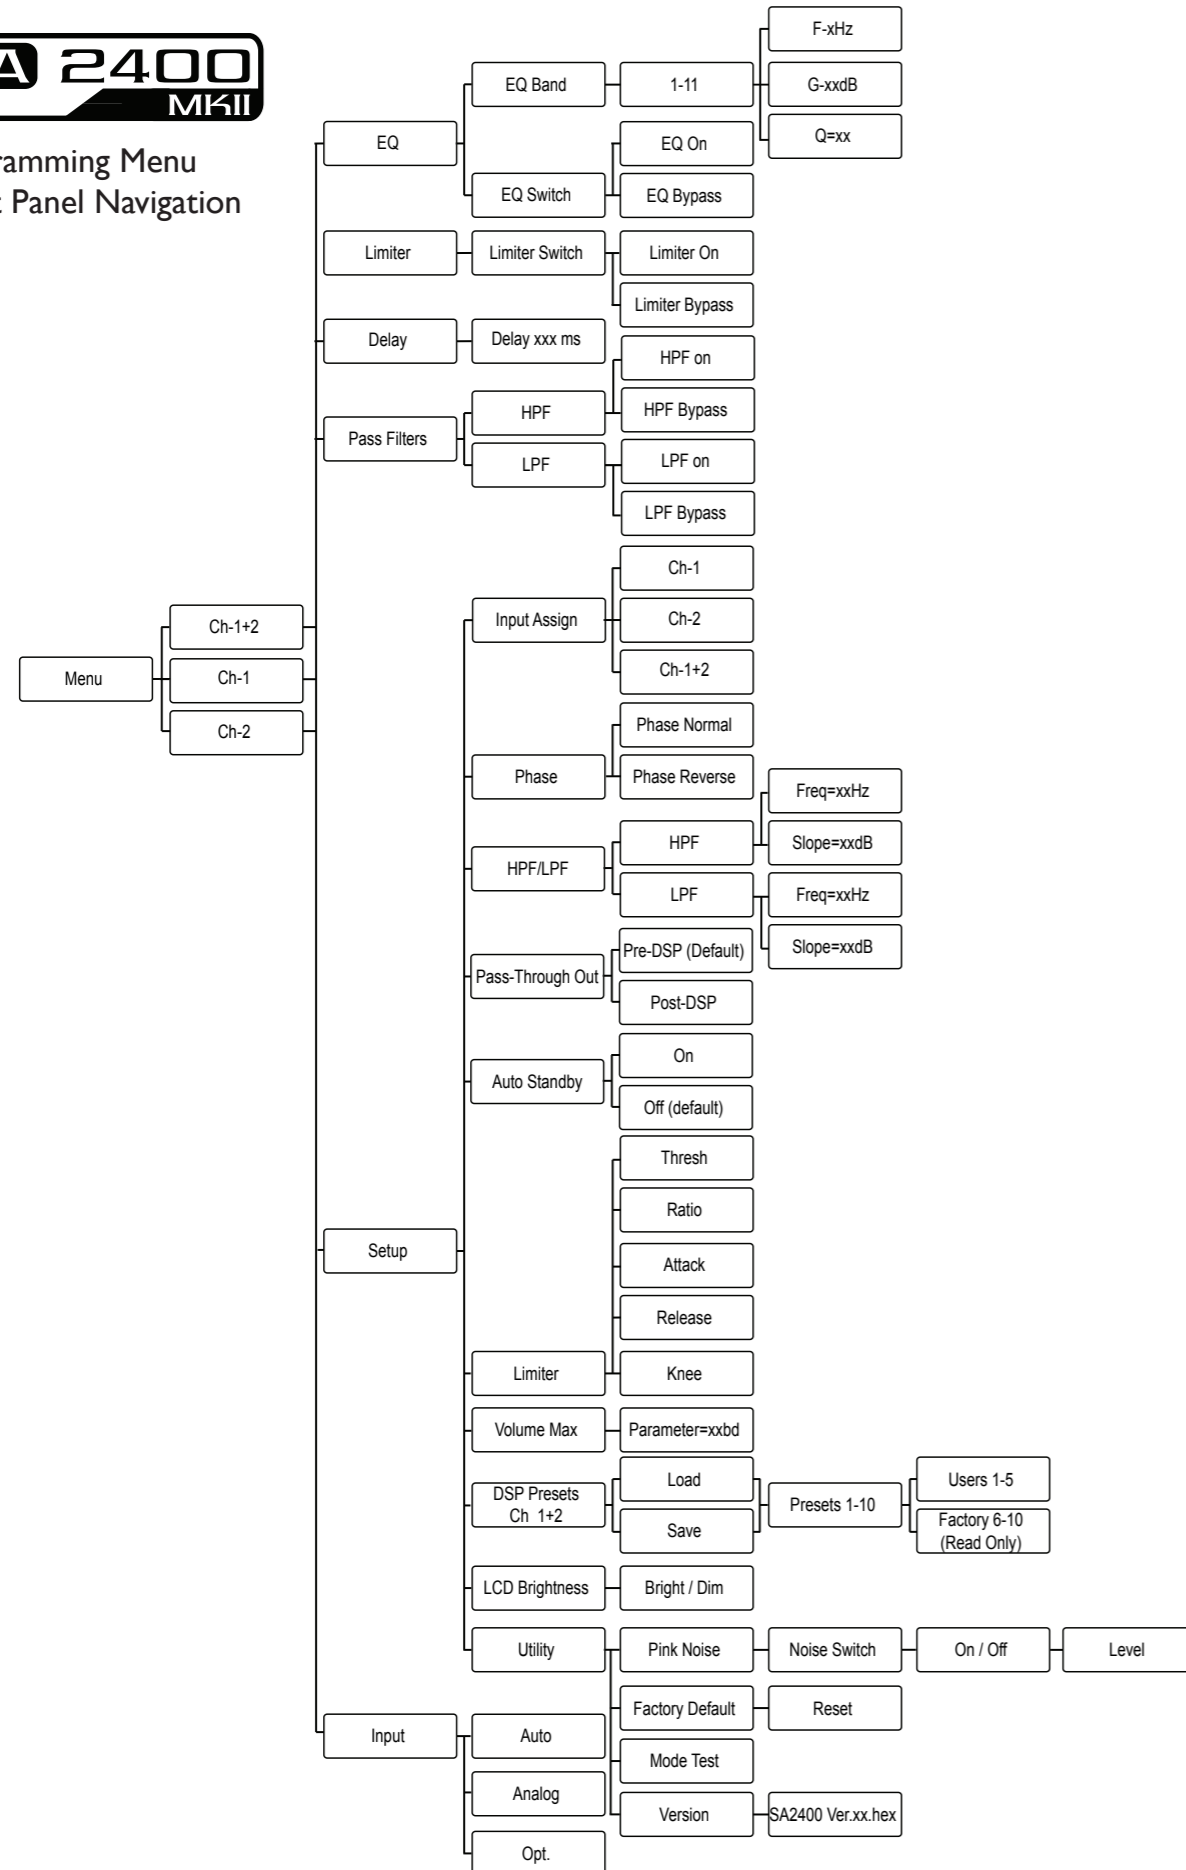 A 2400
MKII
ramming Menu
t Panel Navigation
F-xHz
EQ Band
1-11
G-xxdB
EQ
EQ On
Q=xx
EQ Switch
EQ Bypass
Limiter
Limiter Switch
Limiter On
Limiter Bypass
Delay
Delay xxx ms
HPF on
Pass Filters
HPF
HPF Bypass
LPF
LPF on
LPF Bypass
Ch-1
Ch-1+2
Input Assign
Ch-2
Menu
Ch-1
Ch-1+2
Ch-2
Phase Normal
Phase
Phase Reverse
Freq=xxHz
HPF/LPF
HPF
Slope=xxdB
LPF
Freq=xxHz
Slope=xxdB
Pass-Through Out
Pre-DSP (Default)
Post-DSP
Auto Standby
On
Off (default)
Thresh
Ratio
Setup
Attack
Release
Limiter
Knee
Volume Max
Parameter=xxbd
DSP Presets
Ch 1+2
Load
Save
Presets 1-10
Users 1-5
Factory 6-10
(Read Only)
LCD Brightness
Bright / Dim
Utility
Pink Noise
Noise Switch
On / Off
Level
Factory Default
Reset
Input
Auto
Mode Test
Analog
Version
SA2400 Ver.xx.hex
Opt.